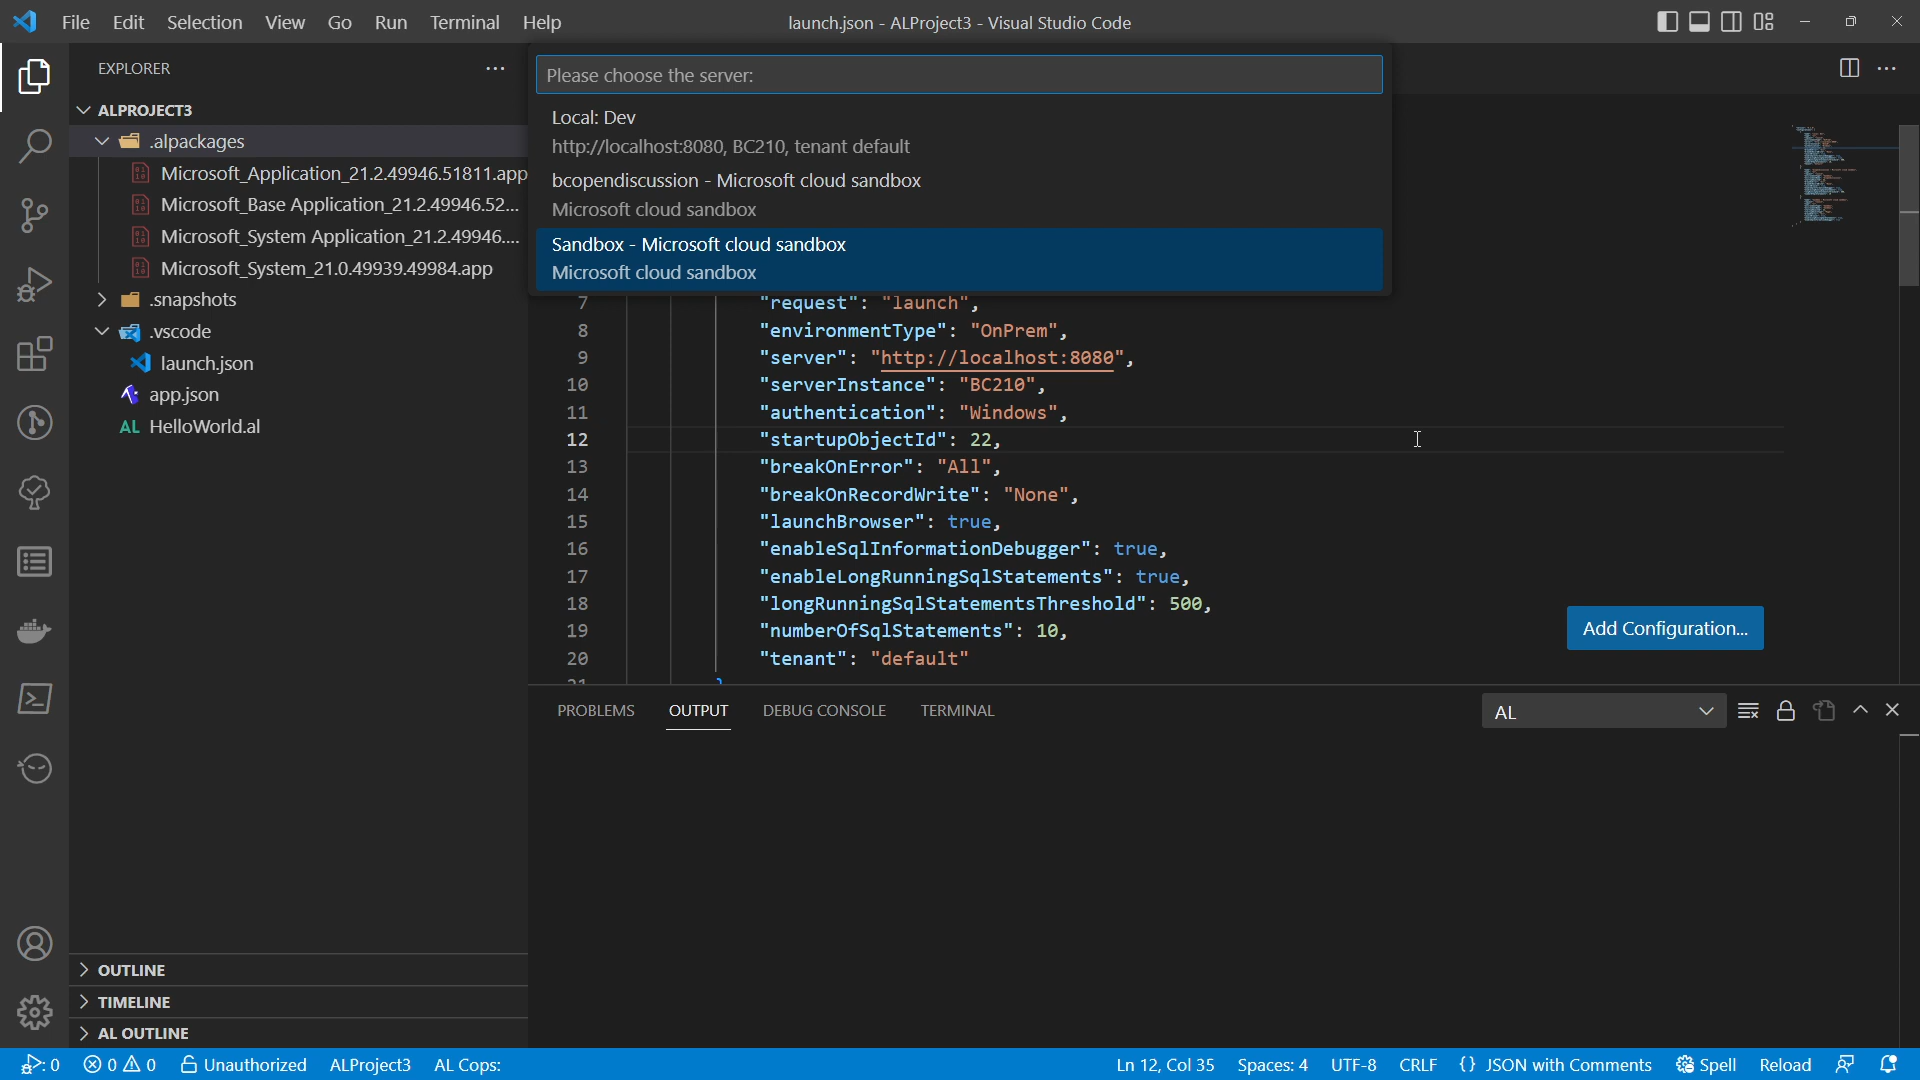 File Edit Selection View Go Run Terminal Help
launch.json - ALProject3 - Visual Studio Code
EXPLORER
ALPROJECT3
.alpackages
Microsoft_Application_21.2.49946.51811.app
Microsoft_Base Application_21.2.49946.52...
Microsoft_System Application_21.2.49946....
Microsoft_System_21.0.49939.49984.app
.snapshots
.vscode
launch.json
app.json
AL HelloWorld.al
OUTLINE
TIMELINE
AL OUTLINE
Please choose the server:
Local: Dev
http://localhost:8080, BC210, tenant default
bcopendiscussion - Microsoft cloud sandbox
Microsoft cloud sandbox
Sandbox - Microsoft cloud sandbox
Microsoft cloud sandbox
7 "request": "launch",
8 "environmentType": "OnPrem",
9 "server": "http://localhost:8080",
10 "serverInstance": "BC210",
11 "authentication": "Windows",
12 "startupObjectId": 22,
13 "breakOnError": "All",
14 "breakOnRecordWrite": "None",
15 "launchBrowser": true,
16 "enableSqlInformationDebugger": true,
17 "enableLongRunningSqlStatements": true,
18 "longRunningSqlStatementsThreshold": 500,
19 "numberOfSqlStatements": 10,
20 "tenant": "default"
21 }
Add Configuration...
PROBLEMS OUTPUT DEBUG CONSOLE TERMINAL
AL
0 0 0 Unauthorized ALProject3 AL Cops:
Ln 12, Col 35 Spaces: 4 UTF-8 CRLF {} JSON with Comments Spell Reload